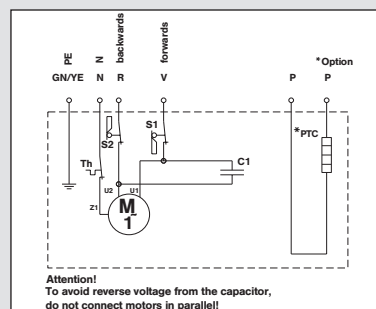 PE
N
backwards
forwards
*Option
GN/YE
N
R
V
P
P
S1
S2
*PTC
Th
C1
U2
U1
Z1
M
1~
Attention!
To avoid reverse voltage from the capacitor,
do not connect motors in parallel!